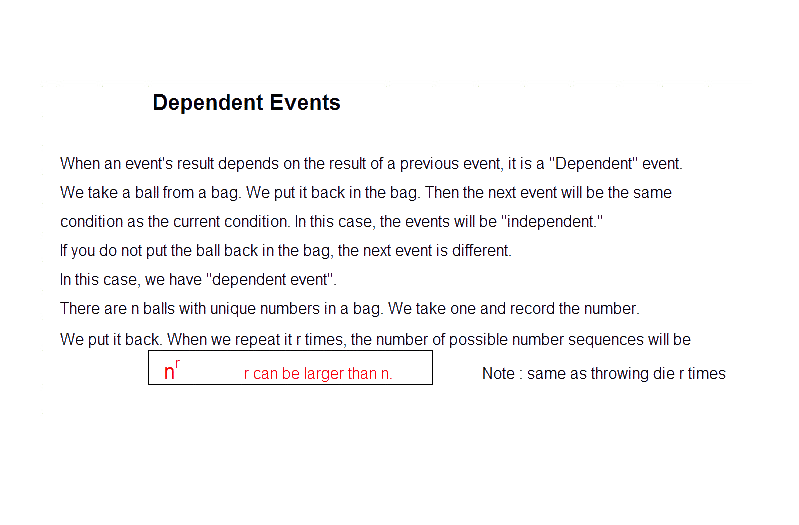 Dependent Events
When an event's result depends on the result of a previous event, it is a "Dependent" event.
We take a ball from a bag. We put it back in the bag. Then the next event will be the same
condition as the current condition. In this case, the events will be "independent."
If you do not put the ball back in the bag, the next event is different.
In this case, we have "dependent event".
There are n balls with unique numbers in a bag. We take one and record the number.
We put it back. When we repeat it r times, the number of possible number sequences will be
n^r r can be larger than n. Note : same as throwing die r times